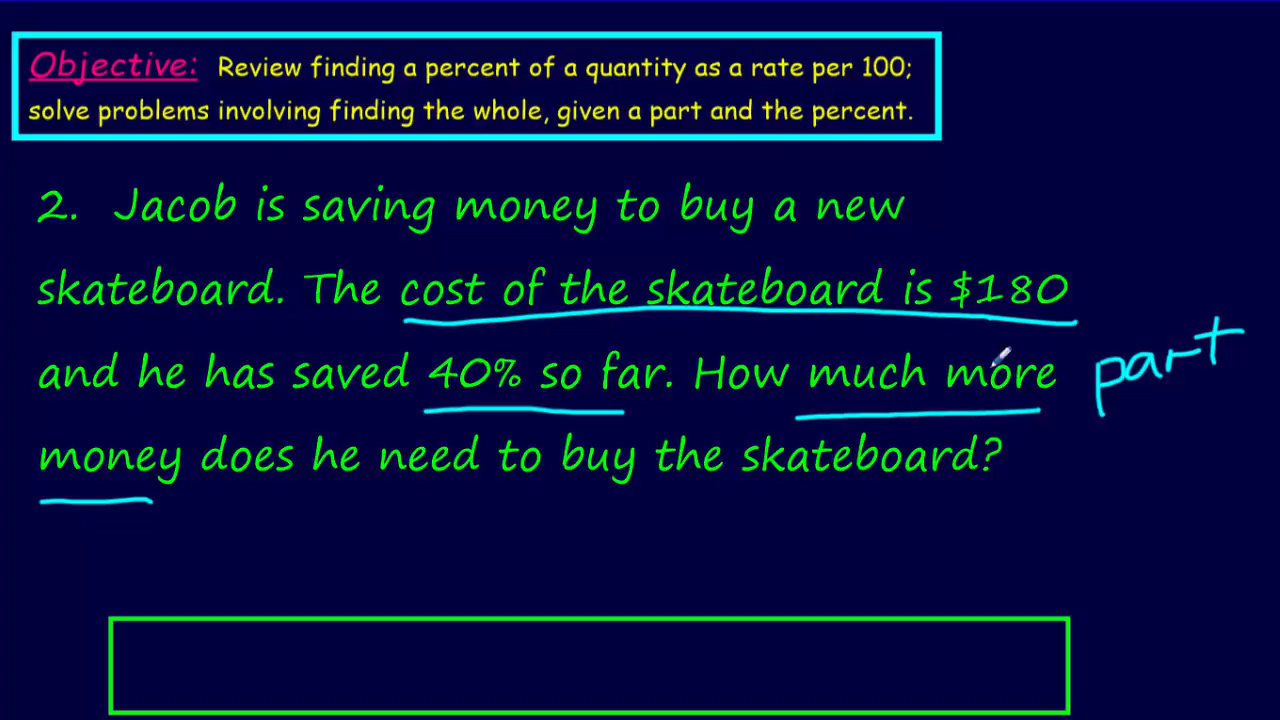 Objective: Review finding a percent of a quantity as a rate per 100;
solve problems involving finding the whole, given a part and the percent.
2. Jacob is saving money to buy a new
skateboard. The cost of the skateboard is $180
and he has saved 40% so far. How much more
part
money does he need to buy the skateboard?